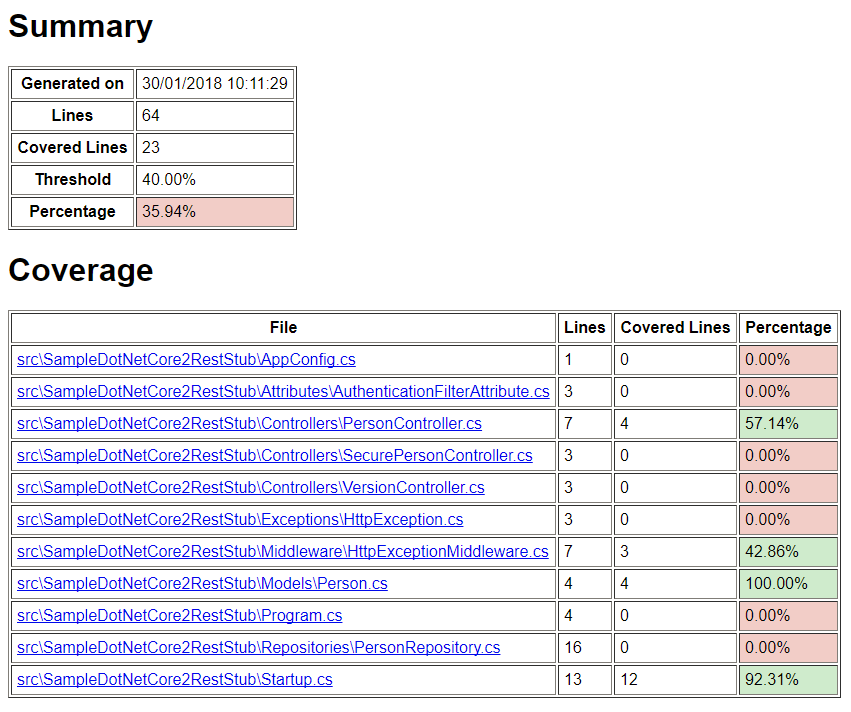 Summary
Generated on 30/01/2018 10:11:29
Lines 64
Covered Lines 23
Threshold 40.00%
Percentage 35.94%
Coverage
File Lines Covered Lines Percentage
src\SampleDotNetCore2RestStub\AppConfig.cs 1 0 0.00%
src\SampleDotNetCore2RestStub\Attributes\AuthenticationFilterAttribute.cs 3 0 0.00%
src\SampleDotNetCore2RestStub\Controllers\PersonController.cs 7 4 57.14%
src\SampleDotNetCore2RestStub\Controllers\SecurePersonController.cs 3 0 0.00%
src\SampleDotNetCore2RestStub\Controllers\VersionController.cs 3 0 0.00%
src\SampleDotNetCore2RestStub\Exceptions\HttpException.cs 3 0 0.00%
src\SampleDotNetCore2RestStub\Middleware\HttpExceptionMiddleware.cs 7 3 42.86%
src\SampleDotNetCore2RestStub\Models\Person.cs 4 4 100.00%
src\SampleDotNetCore2RestStub\Program.cs 4 0 0.00%
src\SampleDotNetCore2RestStub\Repositories\PersonRepository.cs 16 0 0.00%
src\SampleDotNetCore2RestStub\Startup.cs 13 12 92.31%